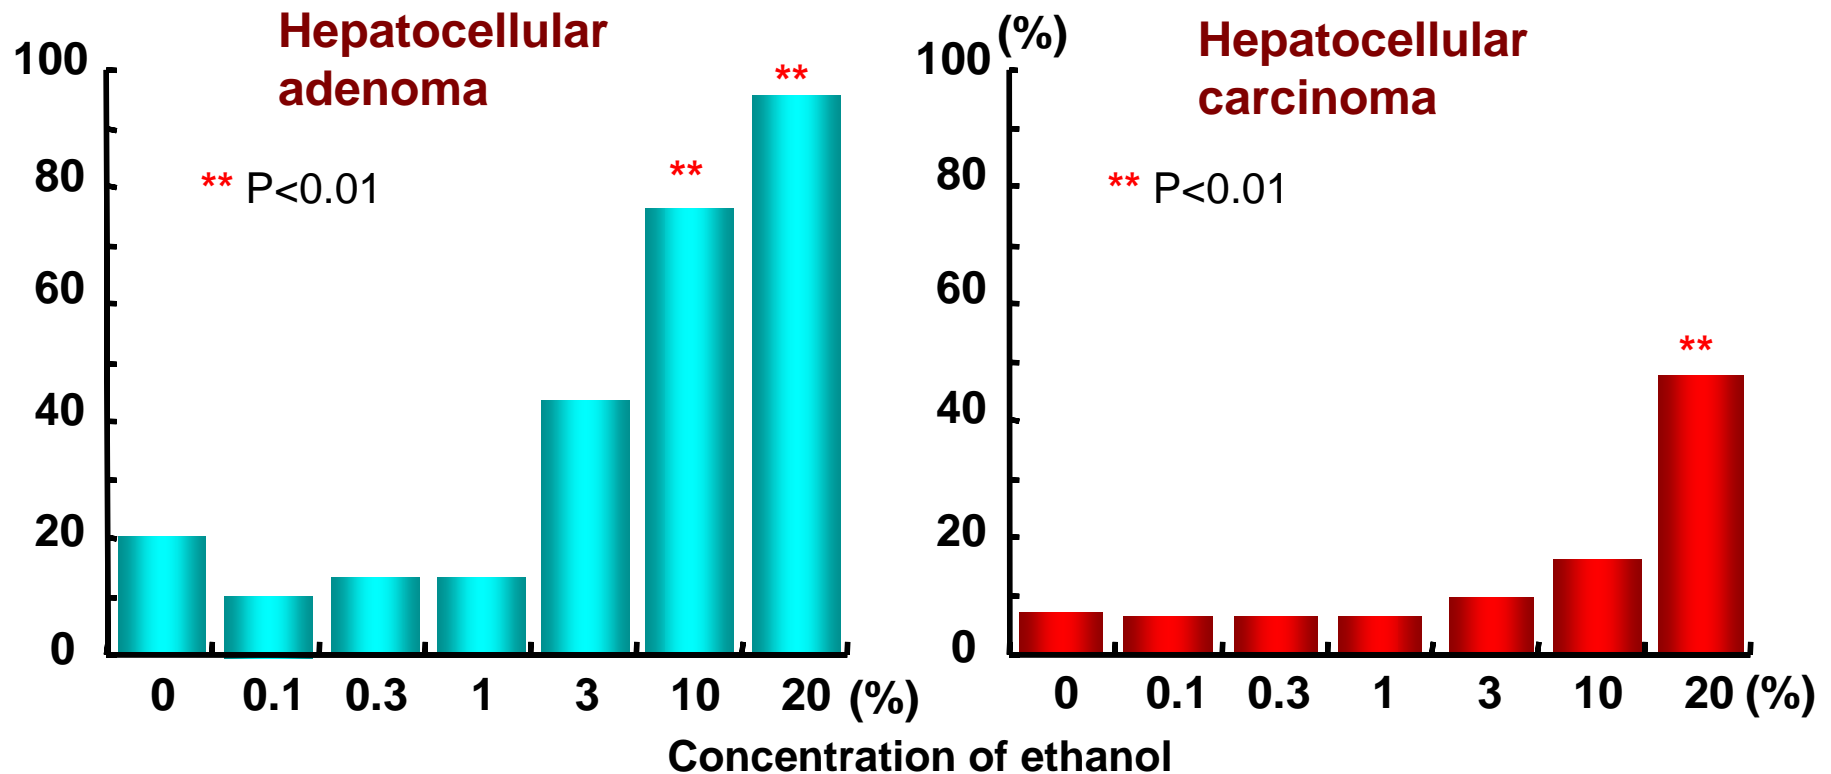 Hepatocellular
adenoma
100
80
60
40
20
0
** P<0.01
**
**
0 0.1 0.3 1 3 10 20 (%)
(%)
Hepatocellular
carcinoma
100
80
60
40
20
0
** P<0.01
**
0 0.1 0.3 1 3 10 20 (%)
Concentration of ethanol